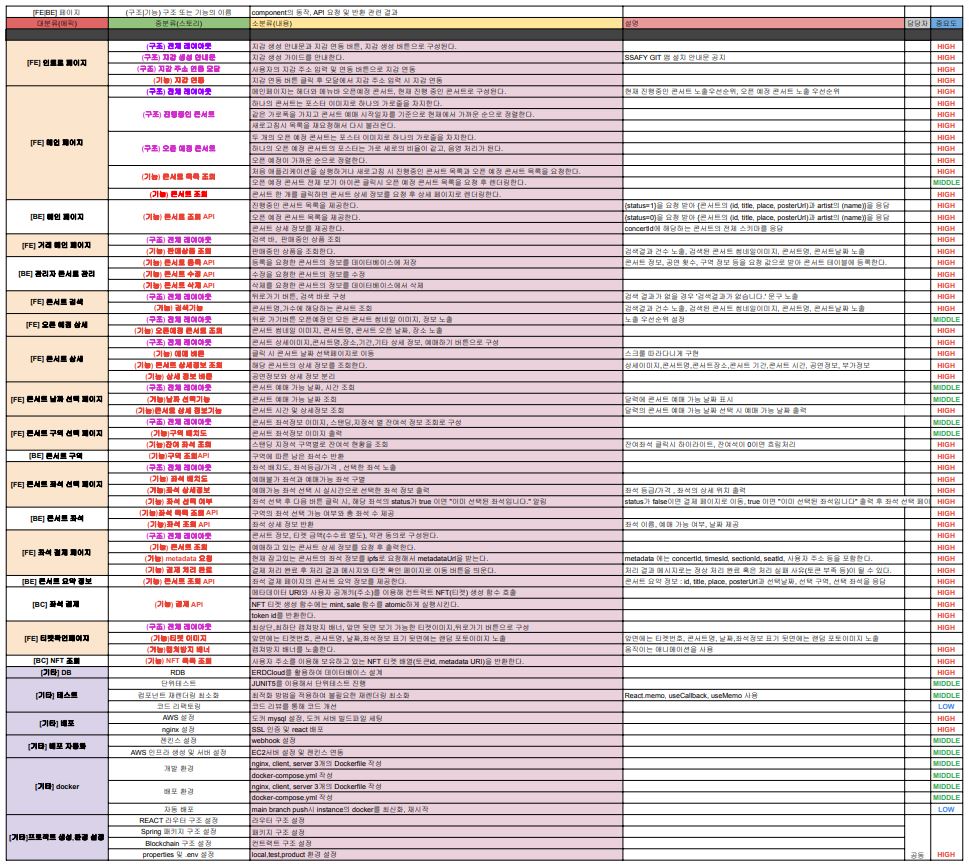 [FE|BE] 페이지 (구조|기능) 구조 또는 기능의 이름 component의 동작, API 요청 및 반환 관련 결과
대분류(에픽) 중분류(스토리) 소분류(내용) 설명 담당자 중요도
[FE] 인트로 페이지 (구조) 전체 레이아웃 지갑 생성 안내문과 지갑 연동 버튼, 지갑 생성 버튼으로 구성된다. HIGH
(구조) 지갑 생성 안내문 지갑 생성 가이드를 안내한다. SSAFY GIT 앱 설치 안내문 공지 HIGH
(구조) 지갑 주소 연동 모달 사용자의 지갑 주소 입력 및 연동 버튼으로 지갑 연동 HIGH
(기능) 지갑 연동 지갑 연동 버튼 클릭 후 모달에서 지갑 주소 입력 시 지갑 연동 HIGH
[FE] 메인 페이지 (구조) 전체 레이아웃 메인페이지는 헤더와 메뉴바 오픈예정 콘서트, 현재 진행 중인 콘서트로 구성된다. 현재 진행중인 콘서트 노출우선순위, 오픈 예정 콘서트 노출 우선순위 HIGH
(구조) 진행중인 콘서트 하나의 콘서트는 포스터 이미지로 하나의 가로줄을 차지한다. HIGH
같은 가로폭을 가지고 콘서트 예매 시작일자를 기준으로 현재에서 가까운 순으로 정렬한다. HIGH
새로고침시 목록을 재요청해서 다시 불러온다. HIGH
(구조) 오픈 예정 콘서트 두 개의 오픈 예정 콘서트는 포스터 이미지로 하나의 가로줄을 차지한다. HIGH
하나의 오픈 예정 콘서트의 포스터는 가로 세로의 비율이 같고, 음영 처리가 된다. HIGH
오픈 예정이 가까운 순으로 정렬한다. HIGH
(기능) 콘서트 목록 조회 처음 애플리케이션을 실행하거나 새로고침 시 진행중인 콘서트 목록과 오픈 예정 콘서트 목록을 요청한다. HIGH
오픈 예정 콘서트 전체 보기 아이콘 클릭시 오픈 예정 콘서트 목록을 요청 후 렌더링한다. MIDDLE
(기능) 콘서트 조회 콘서트 한 개를 클릭하면 콘서트 상세 정보를 요청 후 상세 페이지로 렌더링한다. HIGH
[BE] 메인 페이지 (기능) 콘서트 조회 API 진행중인 콘서트 목록을 제공한다. {status=1}을 요청 받아 {콘서트의 (id, title, place, posterUrl)과 artist의 (name)}을 응답 HIGH
오픈 예정 콘서트 목록을 제공한다. {status=0}을 요청 받아 {콘서트의 (id, title, place, posterUrl)과 artist의 (name)}을 응답 HIGH
콘서트 상세 정보를 제공한다. concertId에 해당하는 콘서트의 전체 스키마를 응답 HIGH
[FE] 거래 메인 페이지 (구조) 전체 레이아웃 검색 바, 판매중인 상품 조회 HIGH
(기능) 판매상품 조회 판매중인 상품을 조회한다. 검색결과 건수 노출, 검색된 콘서트 썸네일이미지, 콘서트명, 콘서트날짜 노출 HIGH
[BE] 관리자 콘서트 관리 (기능) 콘서트 등록 API 등록을 요청한 콘서트의 정보를 데이터베이스에 저장 콘서트 정보, 공연 횟수, 구역 정보 등을 요청 값으로 받아 콘서트 테이블에 등록한다. HIGH
(기능) 콘서트 수정 API 수정을 요청한 콘서트의 정보를 수정 HIGH
(기능) 콘서트 삭제 API 삭제를 요청한 콘서트의 정보를 데이터베이스에서 삭제 HIGH
[FE] 콘서트 검색 (구조) 전체 레이아웃 뒤로가기 버튼, 검색 바로 구성 검색 결과가 없을 경우 '검색결과가 없습니다.' 문구 노출 HIGH
(기능) 검색기능 콘서트명,가수에 해당하는 콘서트 조회 검색결과 건수 노출, 검색된 콘서트 썸네일이미지, 콘서트명, 콘서트날짜 노출 HIGH
[FE] 오픈 예정 상세 (구조) 전체 레이아웃 뒤로 가기버튼 오픈예정인 모든 콘서트 썸네일 이미지, 정보 노출 노출 우선순위 설정 MIDDLE
(기능) 오픈예정 콘서트 조회 콘서트 썸네일 이미지, 콘서트명, 콘서트 오픈 날짜, 장소 노출 HIGH
[FE] 콘서트 상세 (구조) 전체 레이아웃 콘서트 상세이미지,콘서트명,장소,기간,기타 상세 정보, 예매하기 버튼으로 구성 HIGH
(기능) 예매 버튼 클릭 시 콘서트 날짜 선택페이지로 이동 스크롤 따라다니게 구현 HIGH
(기능) 콘서트 상세정보 조회 해당 콘서트의 상세 정보를 조회한다. 상세이미지,콘서트명,콘서트장소,콘서트 기간,콘서트 시간, 공연정보, 부가정보 HIGH
(기능) 상세 정보 버튼 공연정보와 상세 정보 분리 HIGH
[FE] 콘서트 날짜 선택 페이지 (구조) 전체 레이아웃 콘서트 예매 가능 날짜, 시간 조회 MIDDLE
(기능)날짜 선택기능 콘서트 예매 가능 날짜 조회 달력에 콘서트 예매 가능 날짜 표시 MIDDLE
(기능)콘서트 상세 정보기능 콘서트 시간 및 상세정보 조회 달력의 콘서트 예매 가능 날짜 선택 시 예매 가능 날짜 출력 HIGH
[FE] 콘서트 구역 선택 페이지 (구조) 전체 레이아웃 콘서트 좌석정보 이미지, 스탠딩,지정석 별 잔여석 정보 조회로 구성 MIDDLE
(기능)구역 배치도 콘서트 좌석정보 이미지 출력 MIDDLE
(기능)잔여 좌석 조회 스탠딩 지정석 구역별로 잔여석 현황을 조회 잔여좌석 클릭시 하이라이트, 잔여석이 0이면 흐림처리 HIGH
[BE] 콘서트 구역 (기능)구역 조회API 구역에 따른 남은 좌석수 반환 HIGH
[FE] 콘서트 좌석 선택 페이지 (구조) 전체 레이아웃 좌석 배치도, 좌석등급/가격 , 선택한 좌석 노출 HIGH
(기능) 좌석 배치도 예매불가 좌석과 예매가능 좌석 구별 HIGH
(기능) 좌석 상세정보 예매가능 좌석 선택 시 실시간으로 선택한 좌석 정보 출력 좌석 등급/가격 , 좌석의 상세 위치 출력 HIGH
(기능) 좌석 선택 여부 좌석 선택 후 다음 버튼 클릭 시, 해당 좌석의 status가 true 이면 "이미 선택된 좌석입니다." 알림 status가 false이면 결제 페이지로 이동, true 이면 "이미 선택된 좌석입니다" 출력 후 좌석 선택 페이 HIGH
[BE] 콘서트 좌석 (기능)좌석 목록 조회 API 구역의 좌석 선택 가능 여부와 총 좌석 수 제공 HIGH
(기능)좌석 조회 API 좌석 상세 정보 반환 좌석 이름, 예매 가능 여부, 날짜 제공 HIGH
[FE] 좌석 결제 페이지 (구조) 전체 레이아웃 콘서트 정보, 티켓 금액(수수료 별도), 약관 동의로 구성된다. HIGH
(기능) 콘서트 조회 예매하고 있는 콘서트 상세 정보를 요청 후 출력한다. HIGH
(기능) metadata 요청 현재 잡고있는 콘서트의 정보를 ipfs로 요청해서 metadataUrl을 받는다. metadata 에는 concertId, timesId, sectionId, seatId, 사용자 주소 등을 포함한다. HIGH
(기능) 결제 처리 완료 결제 처리 완료 후 처리 결과 메시지와 티켓 확인 페이지로 이동 버튼을 띄운다. 처리 결과 메시지로는 정상 처리 완료 혹은 처리 실패 사유(토큰 부족 등)이 될 수 있다. HIGH
[BE] 콘서트 요약 정보 (기능) 콘서트 조회 API 좌석 결제 페이지의 콘서트 요약 정보를 제공한다. 콘서트 요약 정보 : id, title, place, posterUrl과 선택날짜, 선택 구역, 선택 좌석을 응답 HIGH
[BC] 좌석 결제 (기능) 결제 API 메타데이터 URI와 사용자 공개키(주소)를 이용해 컨트랙트 NFT(티켓) 생성 함수 호출 HIGH
NFT 티켓 생성 함수에는 mint, sale 함수를 atomic하게 실행시킨다. HIGH
token id를 반환한다. HIGH
[FE] 티켓확인페이지 (구조) 전체 레이아웃 최상단,최하단 캡쳐방지 배너, 앞면 뒷면 보기 가능한 티켓이미지,뒤로가기 버튼으로 구성 HIGH
(기능)티켓 이미지 앞면에는 티켓번호, 콘서트명, 날짜,좌석정보 표기 뒷면에는 랜덤 포토이미지 노출 앞면에는 티켓번호, 콘서트명, 날짜,좌석정보 표기 뒷면에는 랜덤 포토이미지 노출 HIGH
(기능)캡쳐방지 배너 캡쳐방지 배너를 노출한다. 움직이는 애니메이션을 사용 HIGH
[BC] NFT 조회 (기능) NFT 목록 조회 사용자 주소를 이용해 보유하고 있는 NFT 티켓 배열(토큰id, metadata URI)을 반환한다. HIGH
[기타] DB RDB ERDCloud를 활용하여 데이터베이스 설계 HIGH
[기타] 테스트 단위테스트 JUNIT5를 이용해서 단위테스트 진행 MIDDLE
컴포넌트 재렌더링 최소화 최적화 방법을 적용하여 불필요한 재렌더링 최소화 React.memo, useCallback, useMemo 사용 MIDDLE
코드 리팩토링 코드 리뷰를 통해 코드 개선 LOW
[기타] 배포 AWS 설정 도커 mysql 설정, 도커 서버 빌드파일 세팅 HIGH
nginx 설정 SSL 인증 및 react 배포 HIGH
[기타] 배포 자동화 젠킨스 설정 webhook 설정 MIDDLE
AWS 인프라 생성 및 서버 설정 EC2서버 설정 및 젠킨스 연동 MIDDLE
[기타] docker 개발 환경 nginx, client, server 3개의 Dockerfile 작성 MIDDLE
docker-compose.yml 작성 MIDDLE
배포 환경 nginx, client, server 3개의 Dockerfile 작성 MIDDLE
docker-compose.yml 작성 MIDDLE
자동 배포 main branch push시 instance의 docker를 최신화, 재시작 LOW
[기타]프로젝트 생성,환경 설정 REACT 라우터 구조 설정 라우터 구조 설정
Spring 패키지 구조 설정 패키지 구조 설정
Blockchain 구조 설정 컨트랙트 구조 설정
properties 및 .env 설정 local,test,product 환경 설정 공통 HIGH